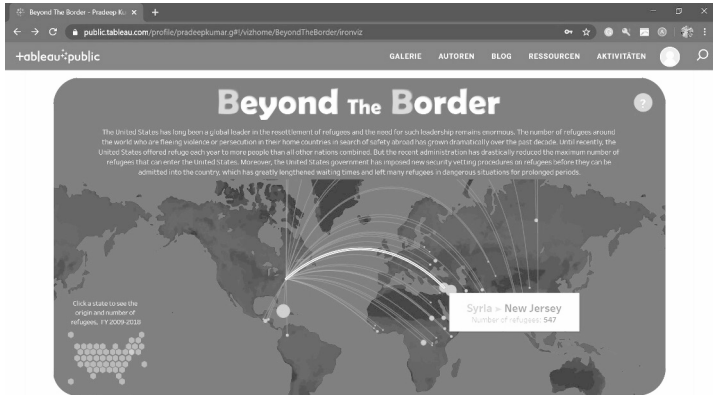 Beyond The Border - Pradeep Ku
public.tableau.com/profile/pradeepkumar.g#!/vizhome/BeyondTheBorder/ironviz
+ableau public
GALERIE AUTOREN BLOG RESSOURCEN AKTIVITÄTEN
Beyond The Border
?
The United States has long been a global leader in the resettlement of refugees and the need for such leadership remains enormous. The number of refugees around
the world who are fleeing violence or persecution in their home countries in search of safety abroad has grown dramatically over the past decade. Until recently, the
United States offered refuge each year to more people than all other nations combined. But the recent administration has drastically reduced the maximum number of
refugees that can enter the United States. Moreover, the United States government has imposed new security vetting procedures on refugees before they can be
admitted into the country, which has greatly lengthened waiting times and left many refugees in dangerous situations for prolonged periods.
Syria > New Jersey
Number of refugees: 547
Click a state to see the
origin and number of
refugees, FY 2009-2018